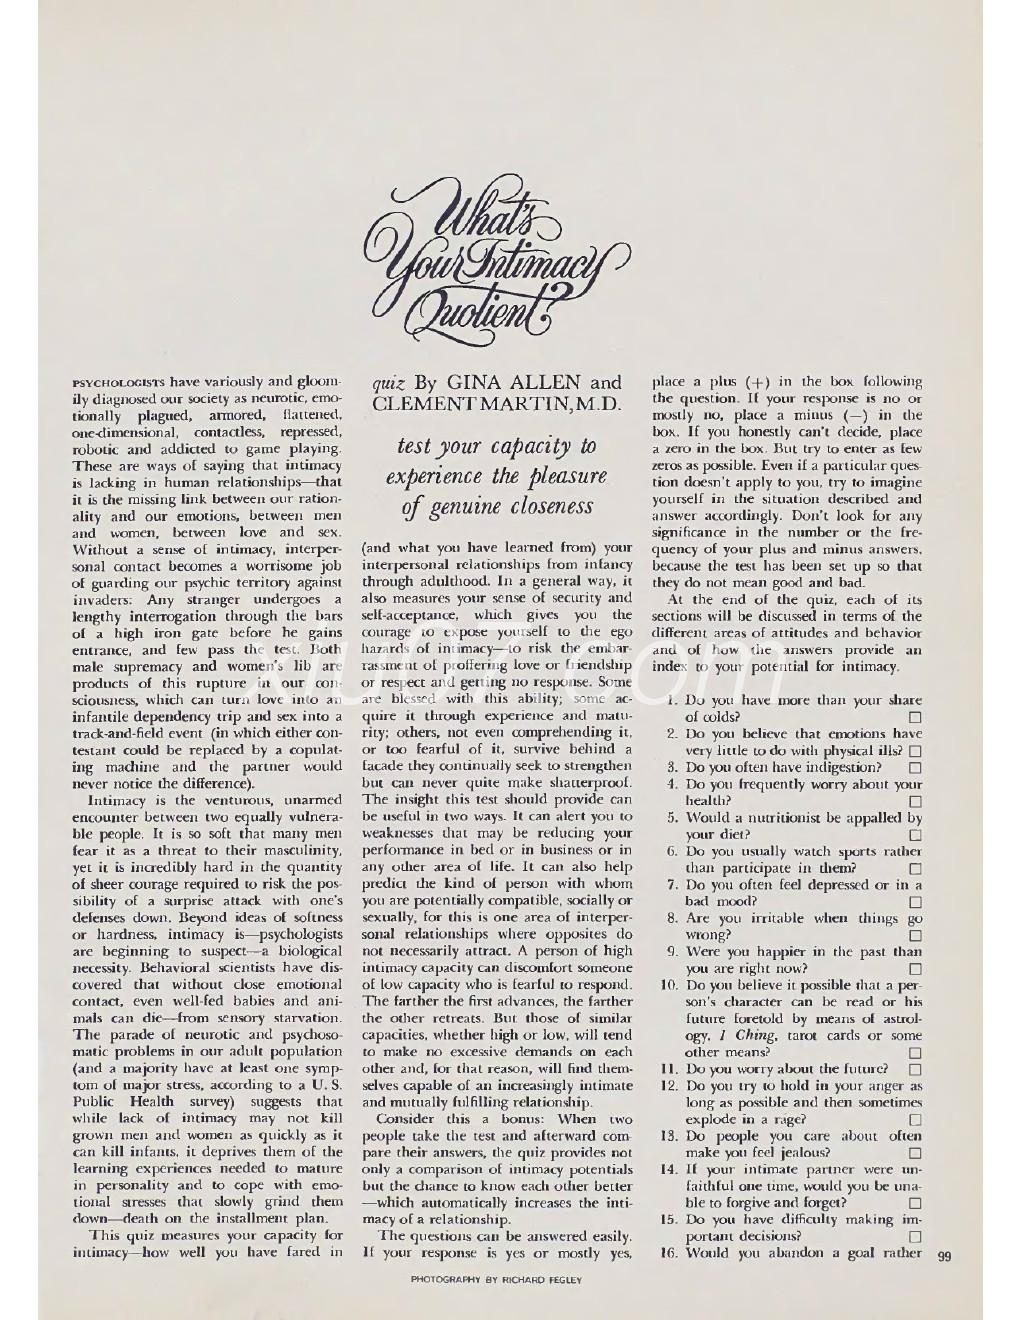 What's
Your Intimacy
Quotient?
PSYCHOLOGISTS have variously and gloom-
ily diagnosed our society as neurotic, emo-
tionally plagued, armored, flattened,
one-dimensional, contactless, repressed,
robotic and addicted to game playing.
These are ways of saying that intimacy
is lacking in human relationships—that
it is the missing link between our ration-
ality and our emotions, between men
and women, between love and sex.
Without a sense of intimacy, interper-
sonal contact becomes a worrisome job
of guarding our psychic territory against
invaders: Any stranger undergoes a
lengthy interrogation through the bars
of a high iron gate before he gains
entrance, and few pass the test. Both
male supremacy and women's lib are
products of this rupture in our con-
sciousness, which can turn love into an
infantile dependency trip and sex into a
track-and-field event (in which either con-
testant could be replaced by a copulat-
ing machine and the partner would
never notice the difference).
Intimacy is the venturous, unarmed
encounter between two equally vulnera-
ble people. It is so soft that many men
fear it as a threat to their masculinity,
yet it is incredibly hard in the quantity
of sheer courage required to risk the pos-
sibility of a surprise attack with one's
defenses down. Beyond ideas of softness
or hardness, intimacy is—psychologists
are beginning to suspect—a biological
necessity. Behavioral scientists have dis-
covered that without close emotional
contact, even well-fed babies and ani-
mals can die—from sensory starvation.
The parade of neurotic and psychoso-
matic problems in our adult population
(and a majority have at least one symp-
tom of major stress, according to a U. S.
Public Health survey) suggests that
while lack of intimacy may not kill
grown men and women as quickly as it
can kill infants, it deprives them of the
learning experiences needed to mature
in personality and to cope with emo-
tional stresses that slowly grind them
down—death on the installment plan.
This quiz measures your capacity for
intimacy—how well you have fared in
quiz By GINA ALLEN and
CLEMENT MARTIN, M.D.
test your capacity to
experience the pleasure
of genuine closeness
(and what you have learned from) your
interpersonal relationships from infancy
through adulthood. In a general way, it
also measures your sense of security and
self-acceptance, which gives you the
courage to expose yourself to the ego
hazards of intimacy—to risk the embar-
rassment of proffering love or friendship
or respect and getting no response. Some
are blessed with this ability; some ac-
quire it through experience and matu-
rity; others, not even comprehending it,
or too fearful of it, survive behind a
facade they continually seek to strengthen
but can never quite make shatterproof.
The insight this test should provide can
be useful in two ways. It can alert you to
weaknesses that may be reducing your
performance in bed or in business or in
any other area of life. It can also help
predict the kind of person with whom
you are potentially compatible, socially or
sexually, for this is one area of interper-
sonal relationships where opposites do
not necessarily attract. A person of high
intimacy capacity can discomfort someone
of low capacity who is fearful to respond.
The farther the first advances, the farther
the other retreats. But those of similar
capacities, whether high or low, will tend
to make no excessive demands on each
other and, for that reason, will find them-
selves capable of an increasingly intimate
and mutually fulfilling relationship.
Consider this a bonus: When two
people take the test and afterward com-
pare their answers, the quiz provides not
only a comparison of intimacy potentials
but the chance to know each other better
—which automatically increases the inti-
macy of a relationship.
The questions can be answered easily.
If your response is yes or mostly yes,
place a plus (+) in the box following
the question. If your response is no or
mostly no, place a minus (—) in the
box. If you honestly can't decide, place
a zero in the box. But try to enter as few
zeros as possible. Even if a particular ques-
tion doesn't apply to you, try to imagine
yourself in the situation described and
answer accordingly. Don't look for any
significance in the number or the fre-
quency of your plus and minus answers,
because the test has been set up so that
they do not mean good and bad.
At the end of the quiz, each of its
sections will be discussed in terms of the
different areas of attitudes and behavior
and of how the answers provide an
index to your potential for intimacy.
1. Do you have more than your share
of colds? □
2. Do you believe that emotions have
very little to do with physical ills? □
3. Do you often have indigestion? □
4. Do you frequently worry about your
health? □
5. Would a nutritionist be appalled by
your diet? □
6. Do you usually watch sports rather
than participate in them? □
7. Do you often feel depressed or in a
bad mood? □
8. Are you irritable when things go
wrong? □
9. Were you happier in the past than
you are right now? □
10. Do you believe it possible that a per-
son's character can be read or his
future foretold by means of astrol-
ogy, I Ching, tarot cards or some
other means? □
11. Do you worry about the future? □
12. Do you try to hold in your anger as
long as possible and then sometimes
explode in a rage? □
13. Do people you care about often
make you feel jealous? □
14. If your intimate partner were un-
faithful one time, would you be una-
ble to forgive and forget? □
15. Do you have difficulty making im-
portant decisions? □
16. Would you abandon a goal rather
99
PHOTOGRAPHY BY RICHARD FEGLEY